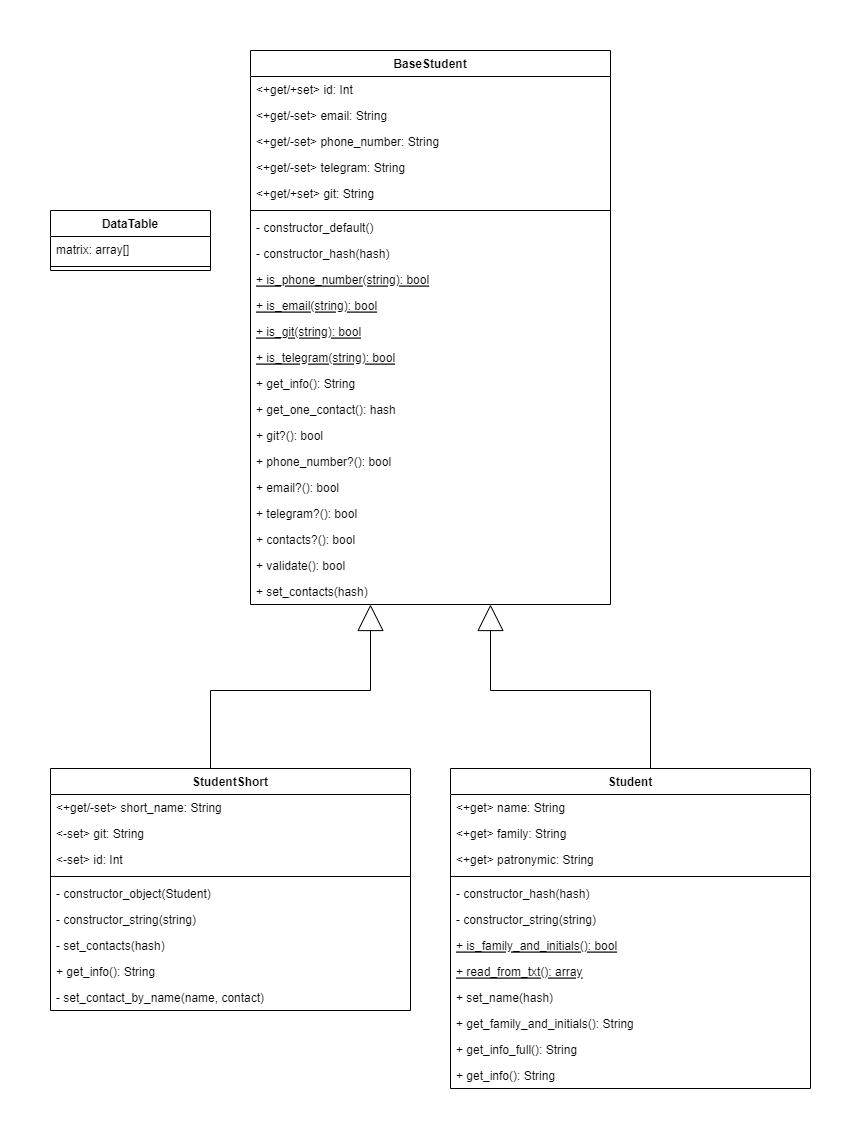 BaseStudent
<+get/+set> id: Int
<+get/-set> email: String
<+get/-set> phone_number: String
<+get/-set> telegram: String
<+get/+set> git: String
- constructor_default()
- constructor_hash(hash)
+ is_phone_number(string): bool
+ is_email(string): bool
+ is_git(string): bool
+ is_telegram(string): bool
+ get_info(): String
+ get_one_contact(): hash
+ git?(): bool
+ phone_number?(): bool
+ email?(): bool
+ telegram?(): bool
+ contacts?(): bool
+ validate(): bool
+ set_contacts(hash)
DataTable
matrix: array[]
StudentShort
<+get/-set> short_name: String
<-set> git: String
<-set> id: Int
- constructor_object(Student)
- constructor_string(string)
- set_contacts(hash)
+ get_info(): String
- set_contact_by_name(name, contact)
Student
<+get> name: String
<+get> family: String
<+get> patronymic: String
- constructor_hash(hash)
- constructor_string(string)
+ is_family_and_initials(): bool
+ read_from_txt(): array
+ set_name(hash)
+ get_family_and_initials(): String
+ get_info_full(): String
+ get_info(): String